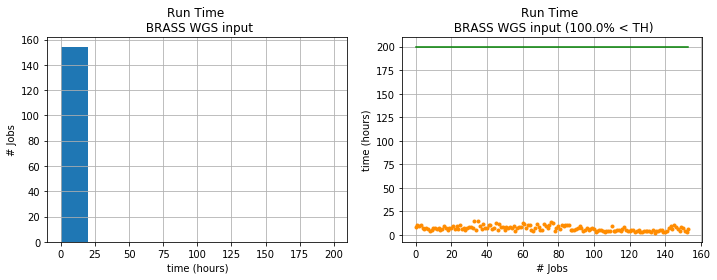 Run Time
BRASS WGS input
# Jobs
160
140
120
100
80
60
40
20
0
0 25 50 75 100 125 150 175 200
time (hours)
Run Time
BRASS WGS input (100.0% < TH)
time (hours)
200
175
150
125
100
75
50
25
0
0 20 40 60 80 100 120 140 160
# Jobs